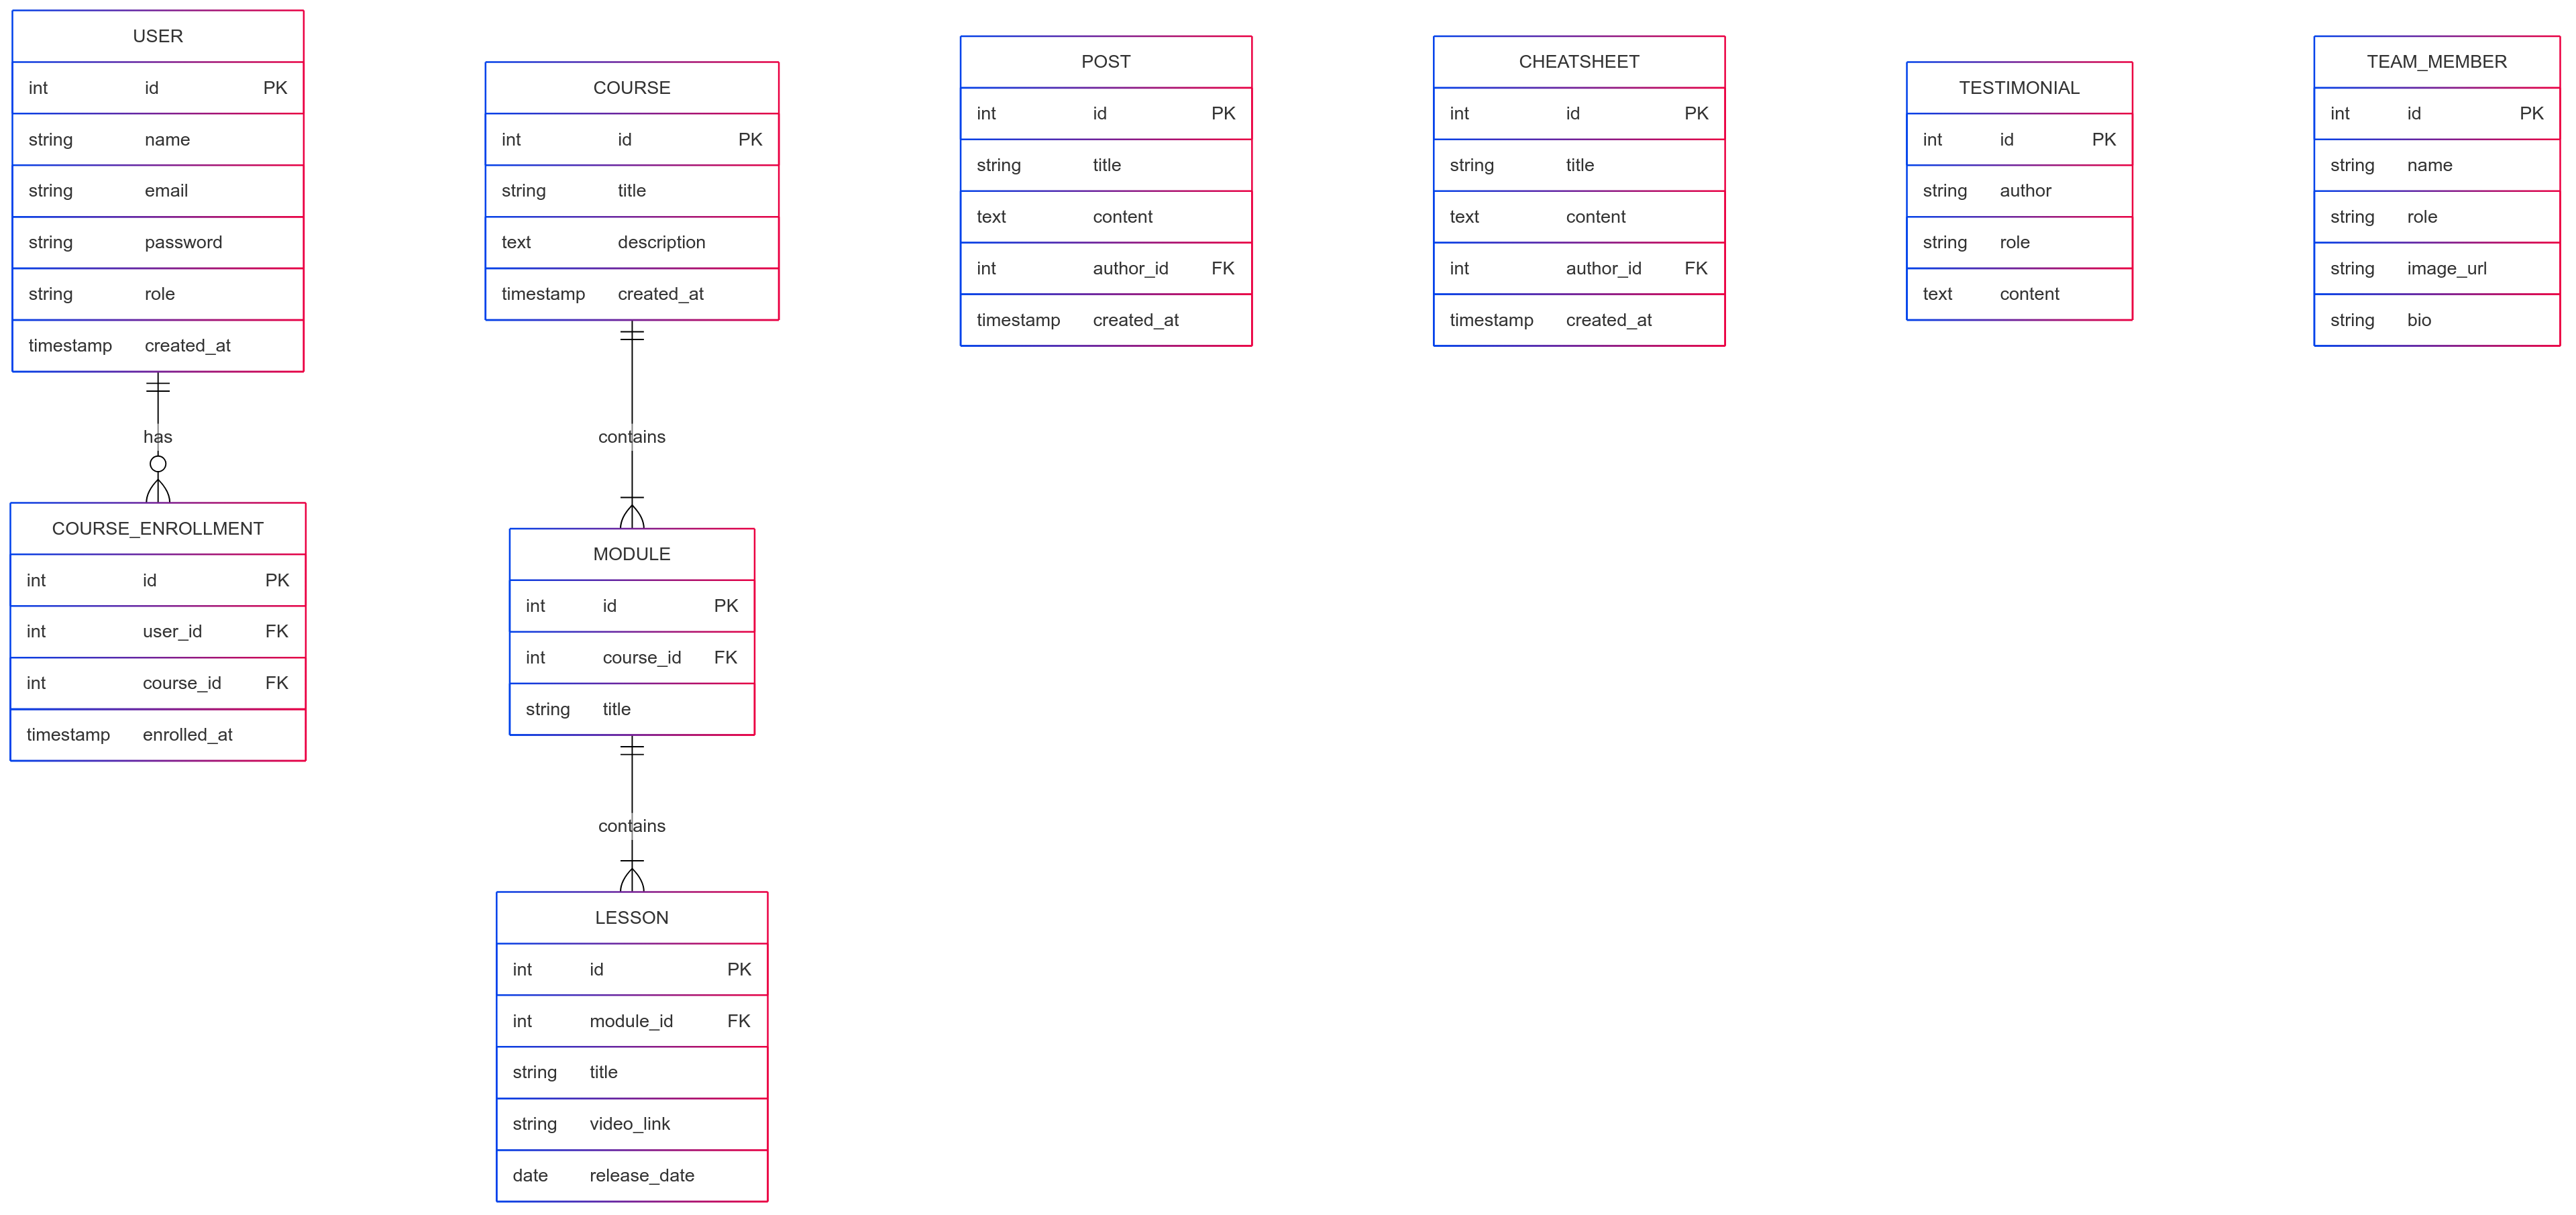 USER
int id PK
string name
string email
string password
string role
timestamp created_at
has
COURSE_ENROLLMENT
int id PK
int user_id FK
int course_id FK
timestamp enrolled_at
COURSE
int id PK
string title
text description
timestamp created_at
contains
MODULE
int id PK
int course_id FK
string title
contains
LESSON
int id PK
int module_id FK
string title
string video_link
date release_date
POST
int id PK
string title
text content
int author_id FK
timestamp created_at
CHEATSHEET
int id PK
string title
text content
int author_id FK
timestamp created_at
TESTIMONIAL
int id PK
string author
string role
text content
TEAM_MEMBER
int id PK
string name
string role
string image_url
string bio